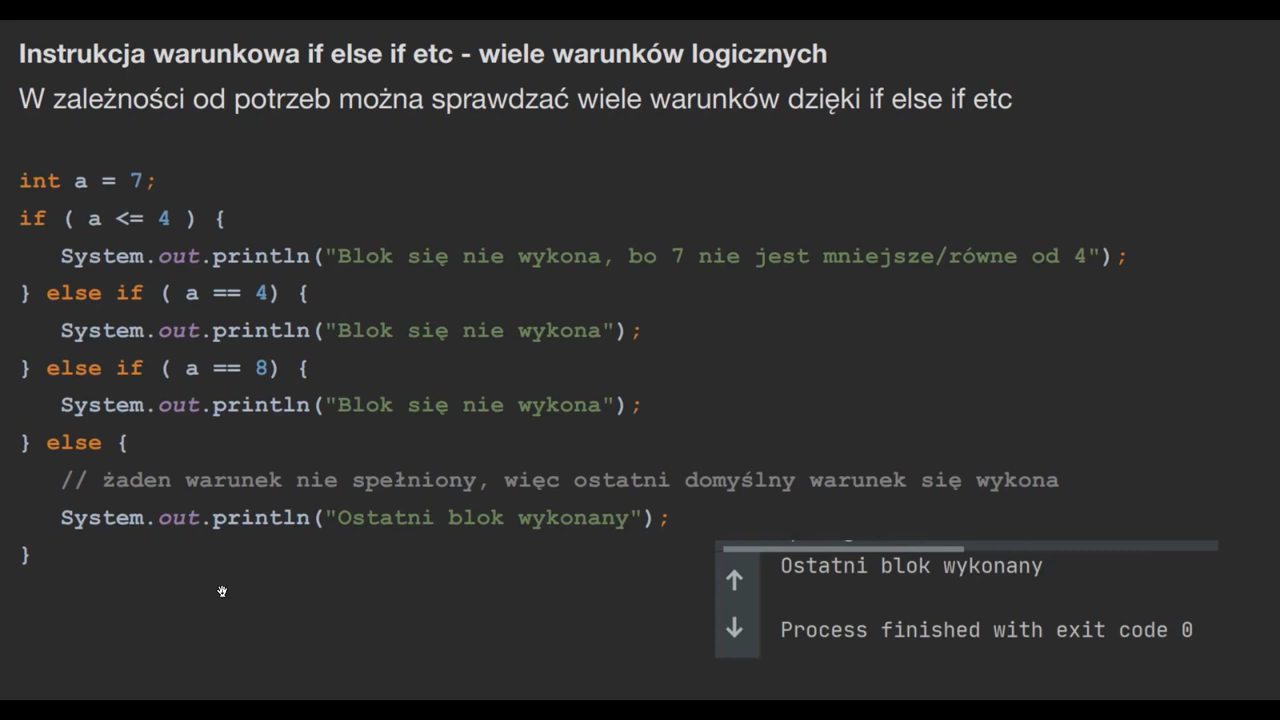 Instrukcja warunkowa if else if etc - wiele warunków logicznych
W zależności od potrzeb można sprawdzać wiele warunków dzięki if else if etc
int a = 7;
if ( a <= 4 ) {
   System.out.println("Blok się nie wykona, bo 7 nie jest mniejsze/równe od 4");
} else if ( a == 4) {
   System.out.println("Blok się nie wykona");
} else if ( a == 8) {
   System.out.println("Blok się nie wykona");
} else {
   // żaden warunek nie spełniony, więc ostatni domyślny warunek się wykona
   System.out.println("Ostatni blok wykonany");
}
Ostatni blok wykonany
Process finished with exit code 0